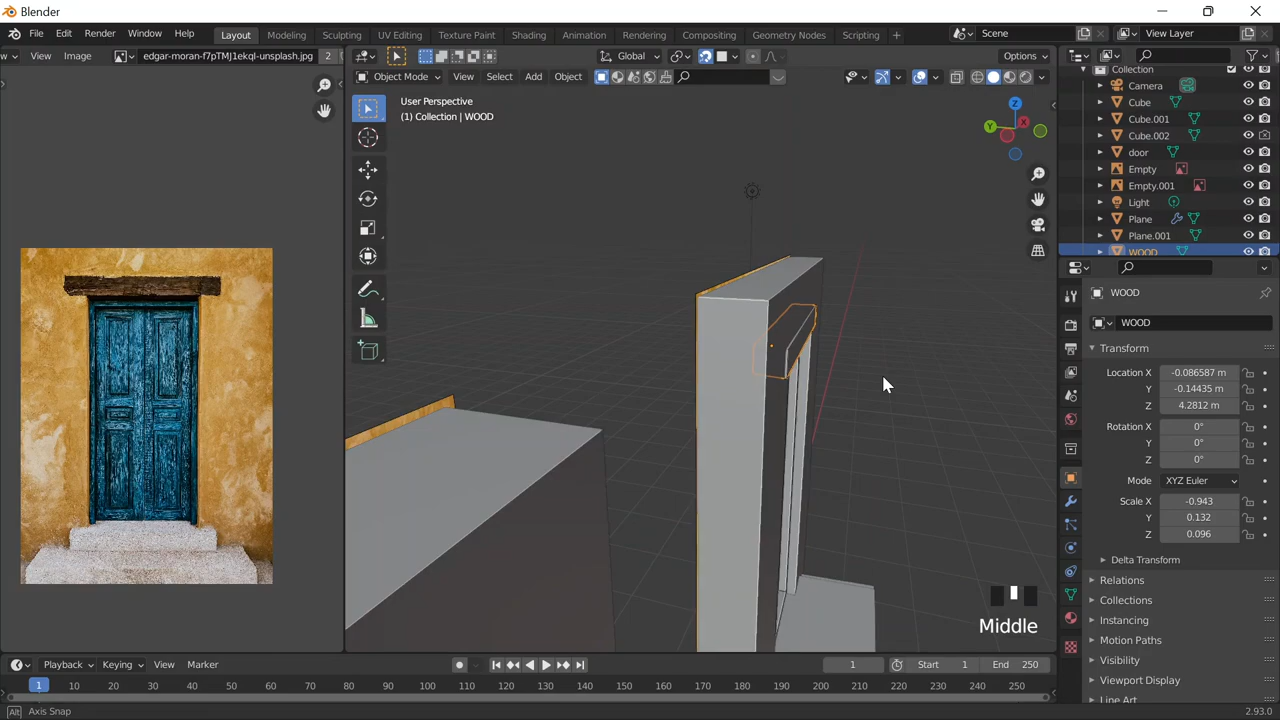 Blender
File Edit Render Window Help
Layout Modeling Sculpting UV Editing Texture Paint Shading Animation Rendering Compositing Geometry Nodes Scripting +
Scene
View Layer
View Image
edgar-moran-f7pTMJ1ekqI-unsplash.jpg 2
Global
Options
Object Mode View Select Add Object
User Perspective
(1) Collection | WOOD
Z
Y
X
Collection
Camera
Cube
Cube.001
Cube.002
door
Empty
Empty.001
Light
Plane
Plane.001
WOOD
WOOD
WOOD
Transform
Location X -0.086587 m
Y -0.14435 m
Z 4.2812 m
Rotation X 0°
Y 0°
Z 0°
Mode XYZ Euler
Scale X -0.943
Y 0.132
Z 0.096
Delta Transform
Relations
Collections
Instancing
Motion Paths
Visibility
Viewport Display
Line Art
Middle
Playback Keying View Marker
1 Start 1 End 250
1 10 20 30 40 50 60 70 80 90 100 110 120 130 140 150 160 170 180 190 200 210 220 230 240 250
Alt Axis Snap
2.93.0